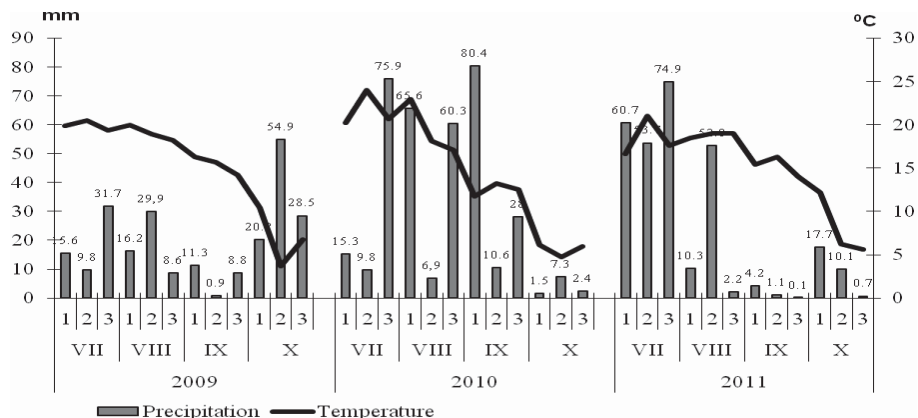 mm
°C
90 80 70 60 50 40 30 20 10 0
30 25 20 15 10 5 0
15.6 9.8 31.7 16.2 29,9 8.6 11.3 0.9 8.8 54.9 28.5
15.3 9.8 75.9 65.6 6,9 60.3 80.4 10.6 28 1.5 7.3 2.4
60.7 74.9 10.3 2.2 4.2 1.1 0.1 17.7 10.1 0.7
1 2 3 1 2 3 1 2 3 1 2 3 1 2 3 1 2 3 1 2 3 1 2 3 1 2 3 1 2 3 1 2 3 1 2 3
VII VIII IX X VII VIII IX X VII VIII IX X
2009 2010 2011
Precipitation Temperature